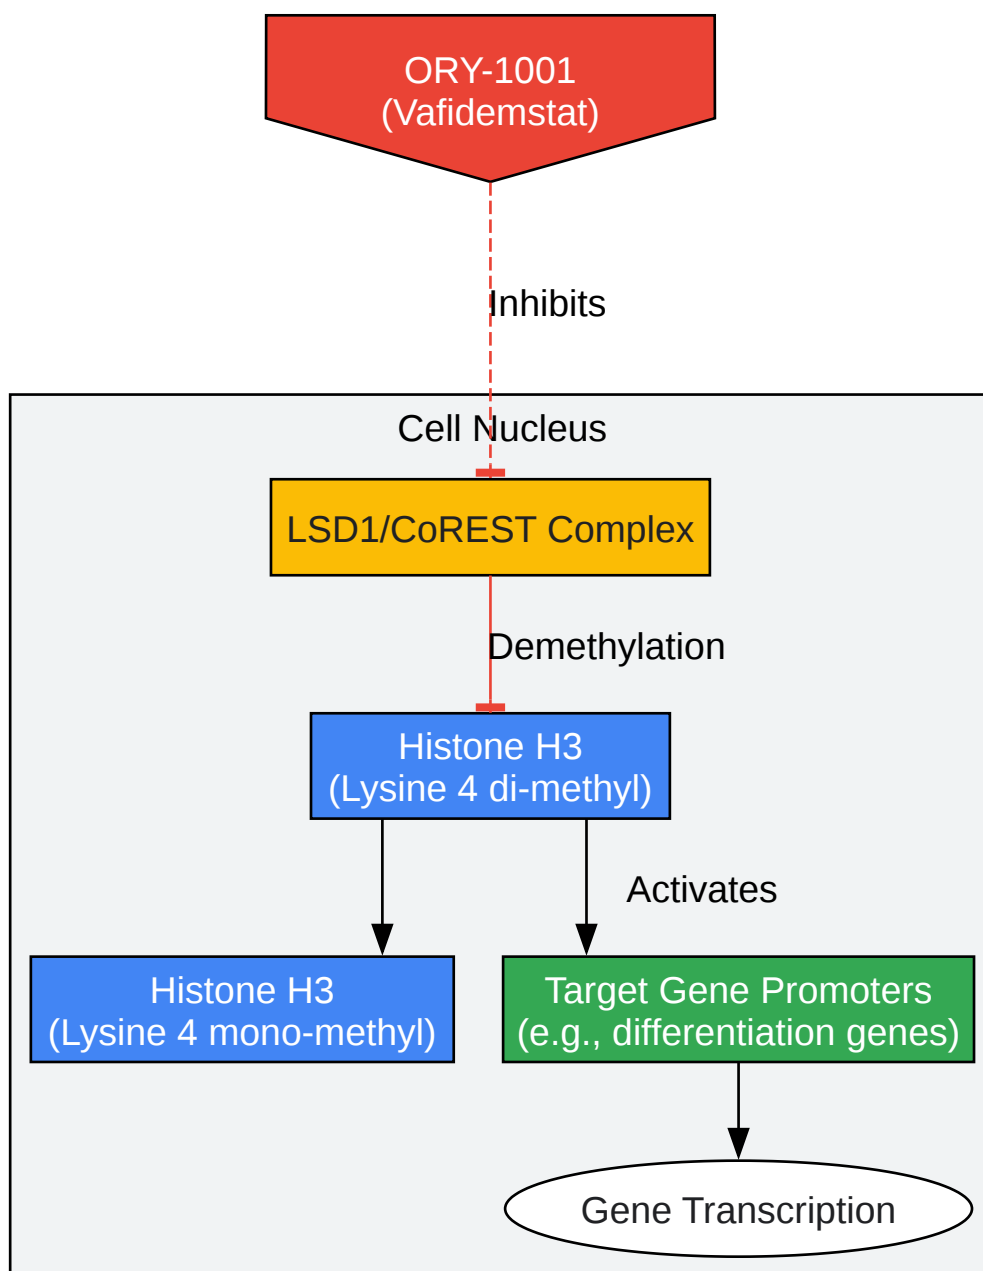 ORY-1001
(Vafidemstat)
Inhibits
Cell Nucleus
LSD1/CoREST Complex
Demethylation
Histone H3
(Lysine 4 di-methyl)
Activates
Histone H3
(Lysine 4 mono-methyl)
Target Gene Promoters
(e.g., differentiation genes)
Gene Transcription